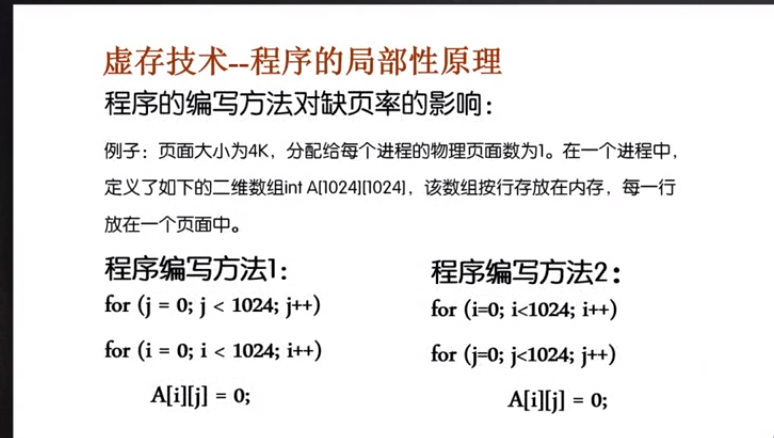 虚存技术--程序的局部性原理
程序的编写方法对缺页率的影响:
例子:页面大小为4K,分配给每个进程的物理页面数为1。在一个进程中,
定义了如下的二维数组int A[1024][1024],该数组按行存放在内存,每一行
放在一个页面中。
程序编写方法1:
for (j = 0; j < 1024; j++)
for (i = 0; i < 1024; i++)
A[i][j] = 0;
程序编写方法2:
for (i=0; i<1024; i++)
for (j=0; j<1024; j++)
A[i][j] = 0;